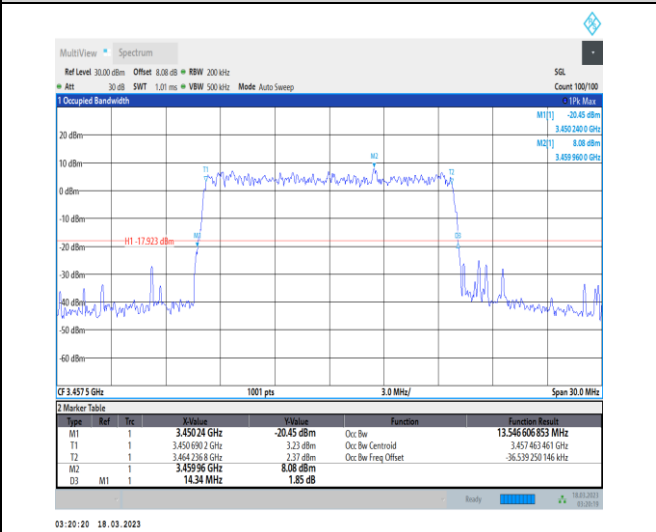 MultiView Spectrum
Ref Level 30.00 dBm Offset 8.08 dB RBW 200 kHz SGL
Att 30 dB SWT 1.01 ms VBW 500 kHz Mode Auto Sweep Count 100/100
1 Occupied Bandwidth 1Pk Max
M1[1] -20.45 dBm
3.450 240 0 GHz
M2[1] 8.08 dBm
3.459 960 0 GHz
20 dBm
10 dBm
0 dBm
-10 dBm
-20 dBm
-30 dBm
-40 dBm
-50 dBm
-60 dBm
T1
M2
T2
H1 -17.923 dBm
D3
CF 3.457 5 GHz 1001 pts 3.0 MHz/ Span 30.0 MHz
2 Marker Table
Type Ref Trc X-Value Y-Value Function Function Result
M1 1 3.450 24 GHz -20.45 dBm Occ Bw 13.546 606 853 MHz
T1 1 3.450 690 2 GHz 3.23 dBm Occ Bw Centroid 3.457 463 461 GHz
T2 1 3.464 236 8 GHz 2.37 dBm Occ Bw Freq Offset -36.539 250 146 kHz
M2 1 3.459 96 GHz 8.08 dBm
D3 M1 1 14.34 MHz 1.85 dB
Ready 18.03.2023
03:20:19
03:20:20 18.03.2023